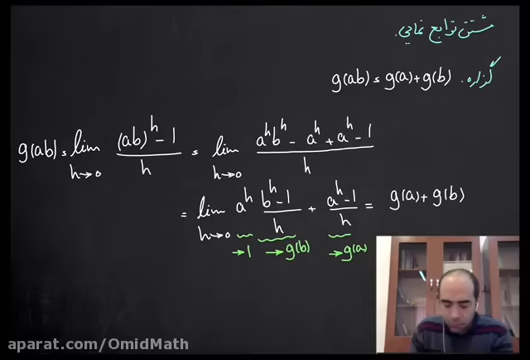 مشتق توابع نمایی.
گزاره. g(ab) = g(a) + g(b)
g(ab) = lim h→0 ((ab)^h - 1)/h = lim h→0 (a^h b^h - a^h + a^h - 1)/h
= lim h→0 a^h (b^h - 1)/h + (a^h - 1)/h = g(a) + g(b)
→1 →g(b) →g(a)
aparat.com/OmidMath